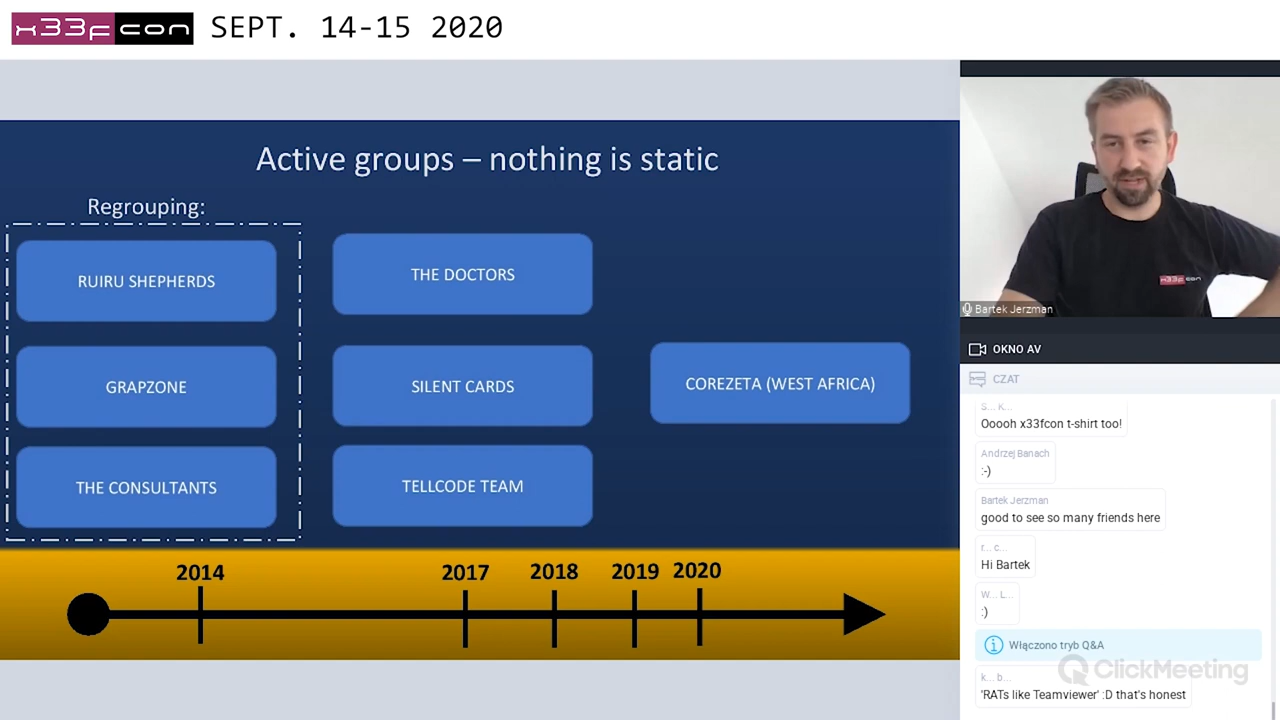 x33fcon SEPT. 14-15 2020
Active groups – nothing is static
Regrouping:
RUIRU SHEPHERDS
GRAPZONE
THE CONSULTANTS
THE DOCTORS
SILENT CARDS
TELLCODE TEAM
COREZETA (WEST AFRICA)
2014 2017 2018 2019 2020
x33fcon
Bartek Jerzman
OKNO AV
CZAT
S... K...
Ooooh x33fcon t-shirt too!
Andrzej Banach
:-)
Bartek Jerzman
good to see so many friends here
r... c...
Hi Bartek
W... L...
:)
Włączono tryb Q&A
ClickMeeting
k... b...
'RATs like Teamviewer' :D that's honest